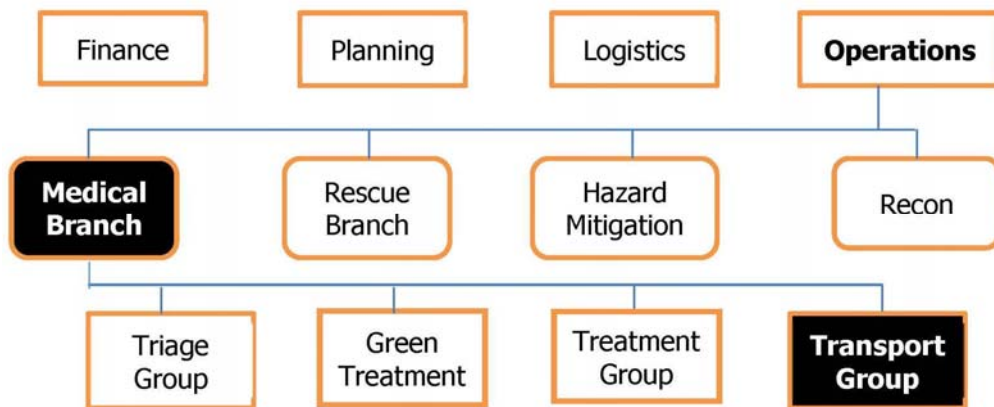 Finance
Planning
Logistics
Operations
Medical
Branch
Rescue
Branch
Hazard
Mitigation
Recon
Triage
Group
Green
Treatment
Treatment
Group
Transport
Group